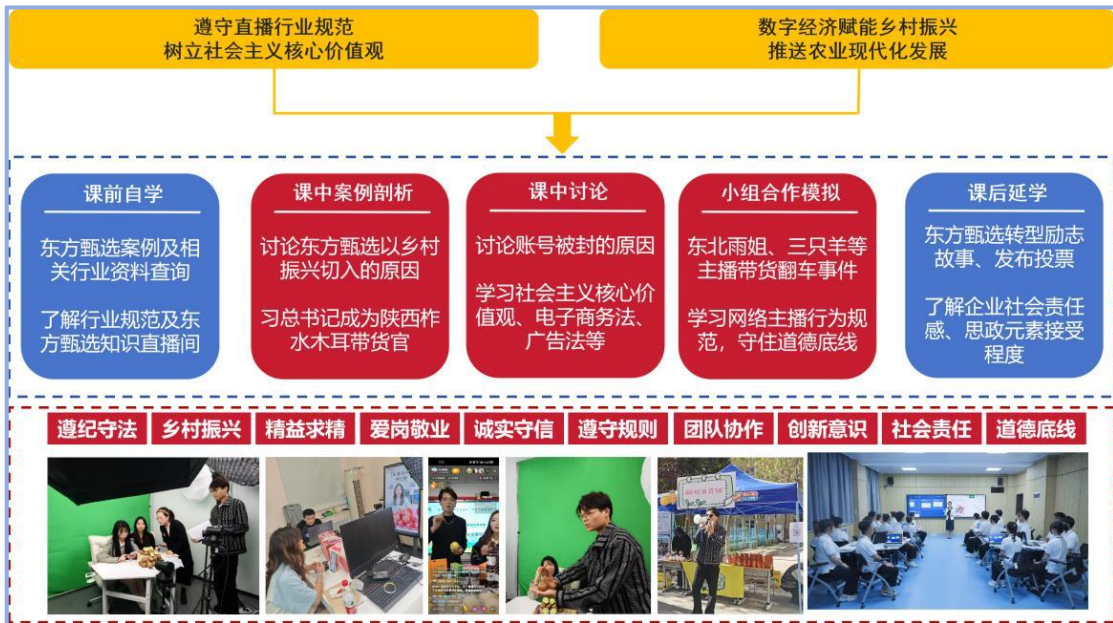 遵守直播行业规范
树立社会主义核心价值观
数字经济赋能乡村振兴
推送农业现代化发展
课前自学
东方甄选案例及相
关行业资料查询
了解行业规范及东
方甄选知识直播间
课中案例剖析
讨论东方甄选以乡村
振兴切入的原因
习总书记成为陕西柞
水木耳带货官
课中讨论
讨论账号被封的原因
学习社会主义核心价
值观、电子商务法、
广告法等
小组合作模拟
东北雨姐、三只羊等
主播带货翻车事件
学习网络主播行为规
范，守住道德底线
课后延学
东方甄选转型励志
故事、发布投票
了解企业社会责任
感、思政元素接受
程度
遵纪守法
乡村振兴
精益求精
爱岗敬业
诚实守信
遵守规则
团队协作
创新意识
社会责任
道德底线